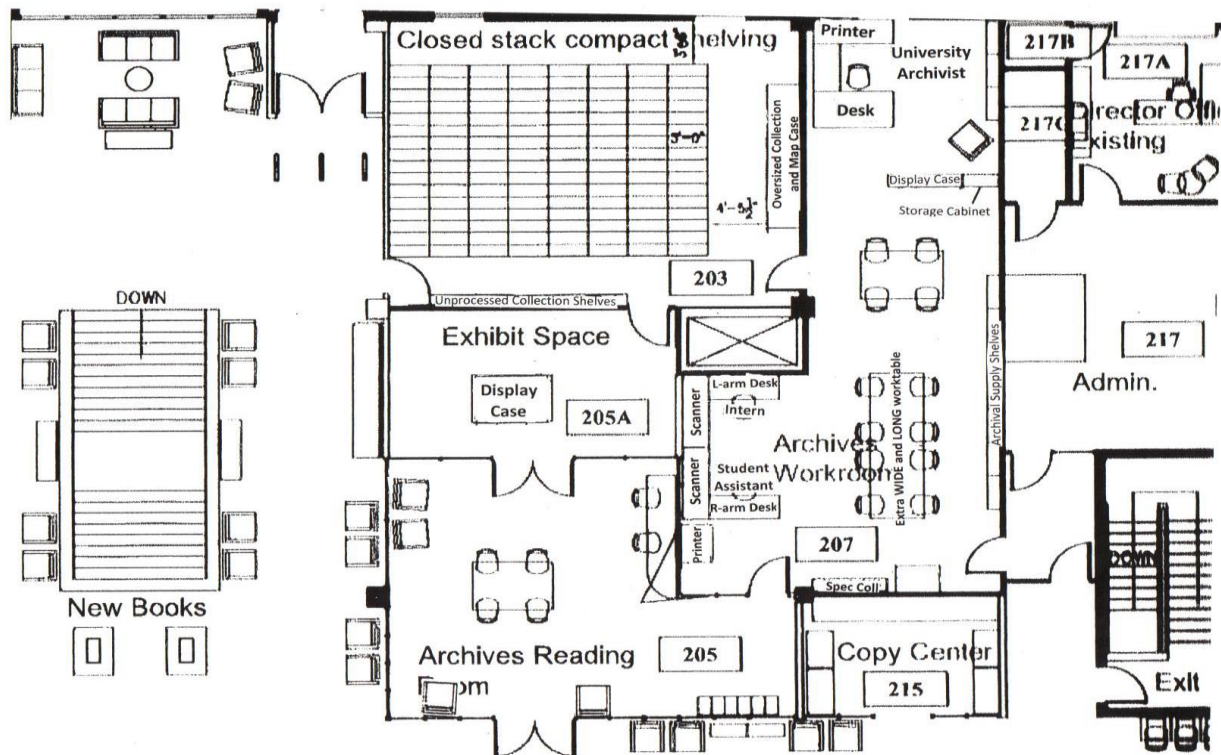 Closed stack compact shelving
3'-0"
Oversized Collection
and Map Case
4'-5½"
203
Unprocessed Collection Shelves
Printer
University
Archivist
Desk
Display Case
Storage Cabinet
217B
217A
217C
Director Offi
Existing
217
Admin.
DOWN
New Books
Exhibit Space
Display
Case
205A
L-arm Desk
Intern
Scanner
Scanner
Student
Assistant
R-arm Desk
Printer
Archives
Workroom
Extra WIDE and LONG worktable
Archival Supply Shelves
207
Spec Coll
Archives Reading
Room
205
Copy Center
215
DOWN
Exit